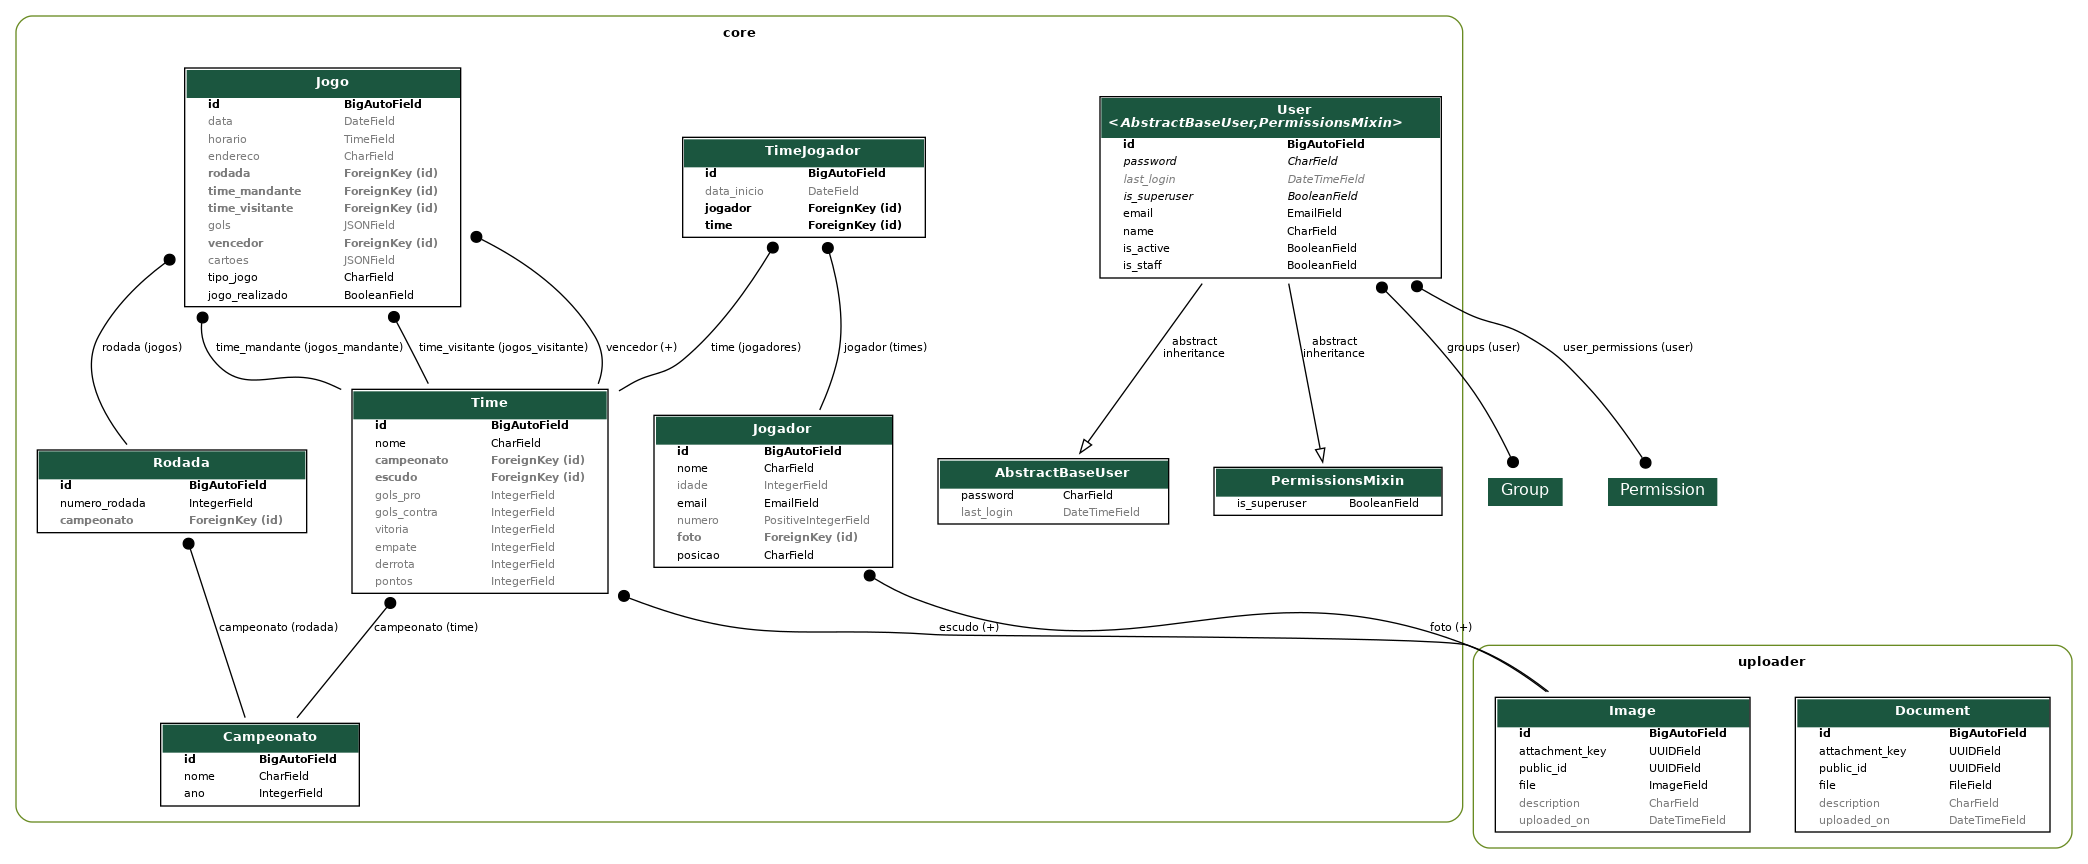 core
Jogo
id BigAutoField
data DateField
horario TimeField
endereco CharField
rodada ForeignKey (id)
time_mandante ForeignKey (id)
time_visitante ForeignKey (id)
gols JSONField
vencedor ForeignKey (id)
cartoes JSONField
tipo_jogo CharField
jogo_realizado BooleanField
TimeJogador
id BigAutoField
data_inicio DateField
jogador ForeignKey (id)
time ForeignKey (id)
User
<AbstractBaseUser,PermissionsMixin>
id BigAutoField
password CharField
last_login DateTimeField
is_superuser BooleanField
email EmailField
name CharField
is_active BooleanField
is_staff BooleanField
rodada (jogos)
time_mandante (jogos_mandante)
time_visitante (jogos_visitante)
vencedor (+)
time (jogadores)
jogador (times)
abstract
inheritance
abstract
inheritance
groups (user)
user_permissions (user)
Rodada
id BigAutoField
numero_rodada IntegerField
campeonato ForeignKey (id)
Time
id BigAutoField
nome CharField
campeonato ForeignKey (id)
escudo ForeignKey (id)
gols_pro IntegerField
gols_contra IntegerField
vitoria IntegerField
empate IntegerField
derrota IntegerField
pontos IntegerField
Jogador
id BigAutoField
nome CharField
idade IntegerField
email EmailField
numero PositiveIntegerField
foto ForeignKey (id)
posicao CharField
AbstractBaseUser
password CharField
last_login DateTimeField
PermissionsMixin
is_superuser BooleanField
Group
Permission
campeonato (rodada)
campeonato (time)
escudo (+)
foto (+)
Campeonato
id BigAutoField
nome CharField
ano IntegerField
uploader
Image
id BigAutoField
attachment_key UUIDField
public_id UUIDField
file ImageField
description CharField
uploaded_on DateTimeField
Document
id BigAutoField
attachment_key UUIDField
public_id UUIDField
file FileField
description CharField
uploaded_on DateTimeField